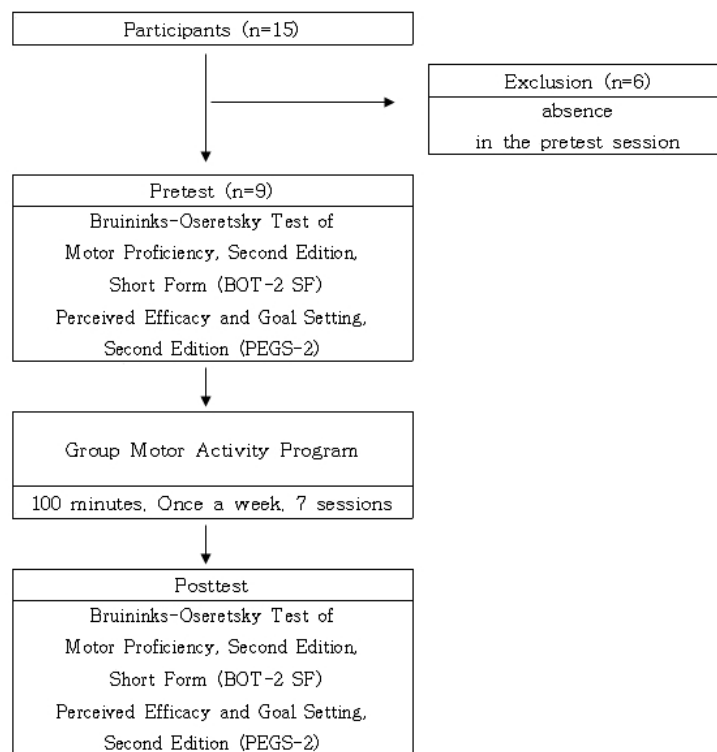 Participants (n=15)
Exclusion (n=6)
absence
in the pretest session
Pretest (n=9)
Bruininks-Oseretsky Test of
Motor Proficiency, Second Edition,
Short Form (BOT-2 SF)
Perceived Efficacy and Goal Setting,
Second Edition (PEGS-2)
Group Motor Activity Program
100 minutes, Once a week, 7 sessions
Posttest
Bruininks-Oseretsky Test of
Motor Proficiency, Second Edition,
Short Form (BOT-2 SF)
Perceived Efficacy and Goal Setting,
Second Edition (PEGS-2)